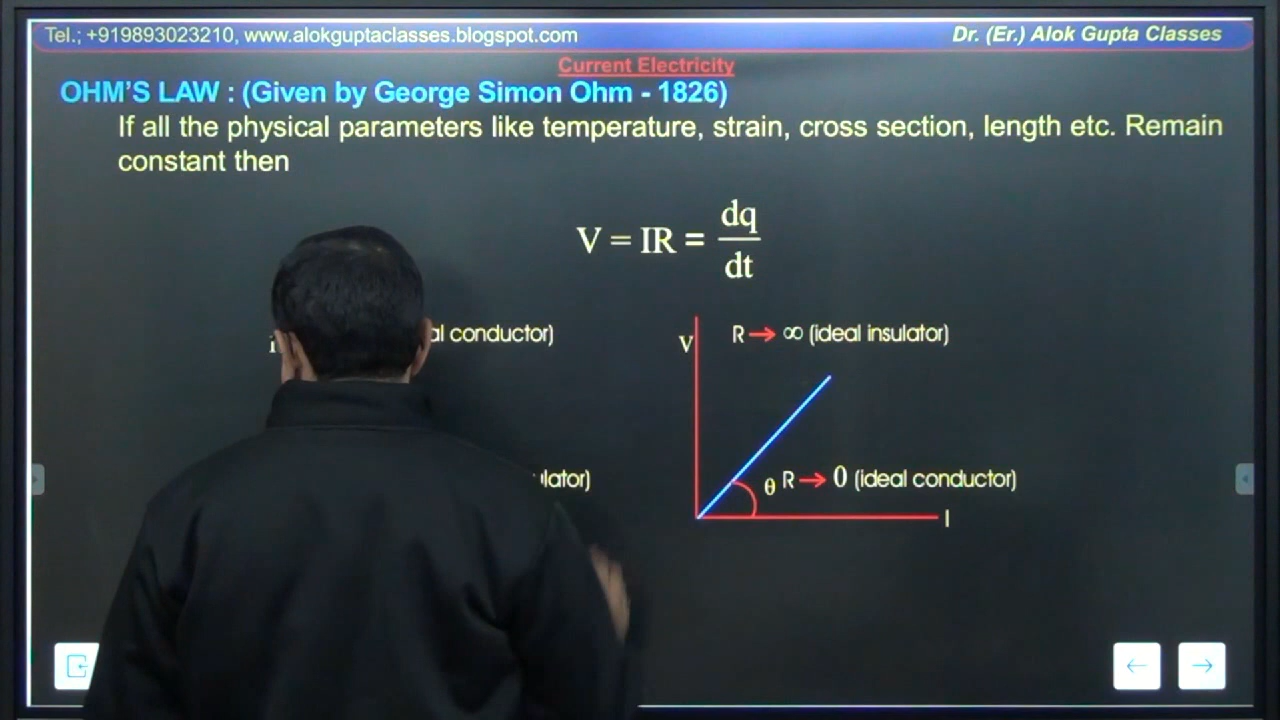 Tel.; +919893023210, www.alokguptaclasses.blogspot.com
Dr. (Er.) Alok Gupta Classes
Current Electricity
OHM'S LAW : (Given by George Simon Ohm - 1826)
If all the physical parameters like temperature, strain, cross section, length etc. Remain
constant then
V = IR = dq/dt
conductor)
V
R → ∞ (ideal insulator)
θ R → 0 (ideal conductor)
I